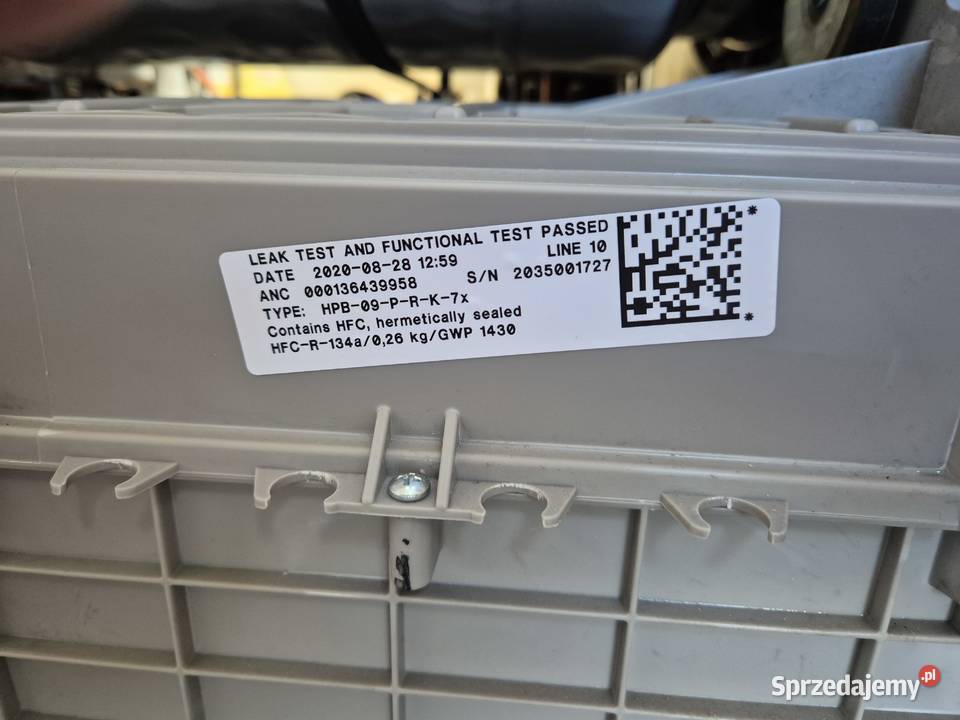 LEAK TEST AND FUNCTIONAL TEST PASSED
DATE 2020-08-28 12:59 LINE 10
ANC 000136439958 S/N 2035001727
TYPE: HPB-09-P-R-K-7x
Contains HFC, hermetically sealed
HFC-R-134a/0,26 kg/GWP 1430
Sprzedajemy.pl